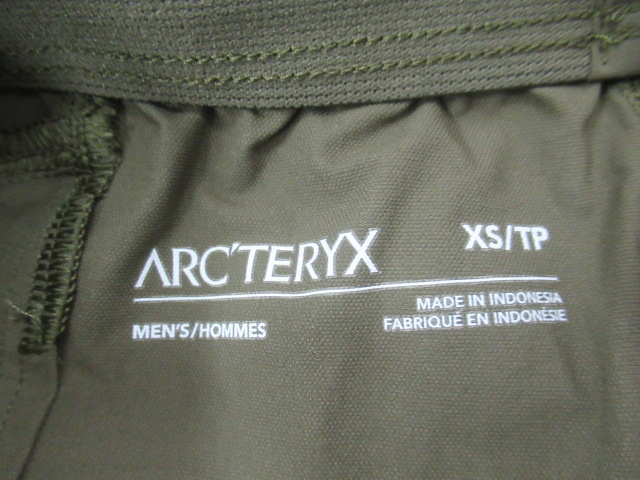 ARC'TERYX XS/TP
MEN'S/HOMMES MADE IN INDONESIA
FABRIQUÉ EN INDONÉSIE